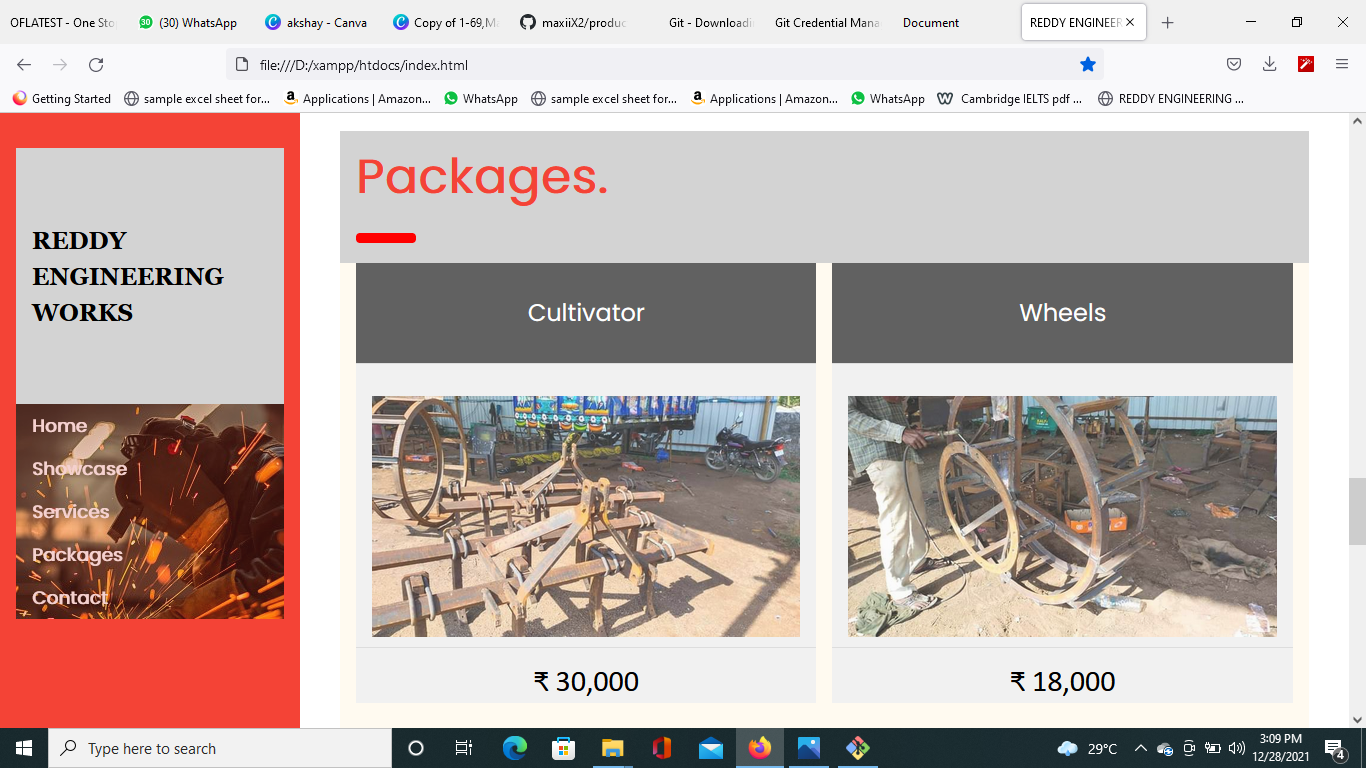 OFLATEST - One Sto
30 (30) WhatsApp
akshay - Canva
Copy of 1-69,M
maxiiX2/produc
Git - Downloadi
Git Credential Mana
Document
REDDY ENGINEER
file:///D:/xampp/htdocs/index.html
Getting Started
sample excel sheet for...
Applications | Amazon...
WhatsApp
sample excel sheet for...
Applications | Amazon...
WhatsApp
Cambridge IELTS pdf ...
REDDY ENGINEERING ...
REDDY
ENGINEERING
WORKS
Home
Showcase
Services
Packages
Contact
Packages.
Cultivator
Wheels
₹ 30,000
₹ 18,000
Type here to search
29°C
3:09 PM
12/28/2021
4